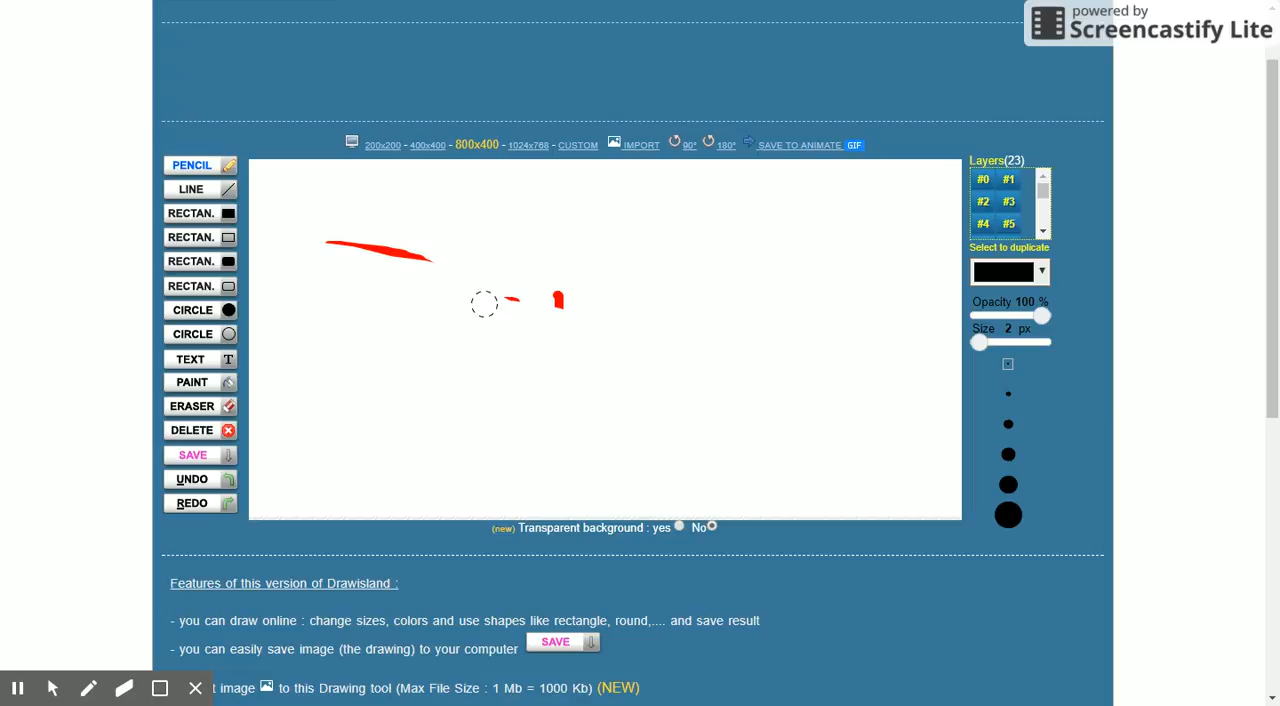 powered by
Screencastify Lite
200x200 - 400x400 - 800x400 - 1024x768 - CUSTOM IMPORT 90° 180° SAVE TO ANIMATE GIF
PENCIL
LINE
RECTAN.
RECTAN.
RECTAN.
RECTAN.
CIRCLE
CIRCLE
TEXT T
PAINT
ERASER
DELETE
SAVE
UNDO
REDO
Layers(23)
#0 #1
#2 #3
#4 #5
Select to duplicate
Opacity 100 %
Size 2 px
(new) Transparent background : yes No
Features of this version of Drawisland :
- you can draw online : change sizes, colors and use shapes like rectangle, round,.... and save result
- you can easily save image (the drawing) to your computer SAVE
t image to this Drawing tool (Max File Size : 1 Mb = 1000 Kb) (NEW)